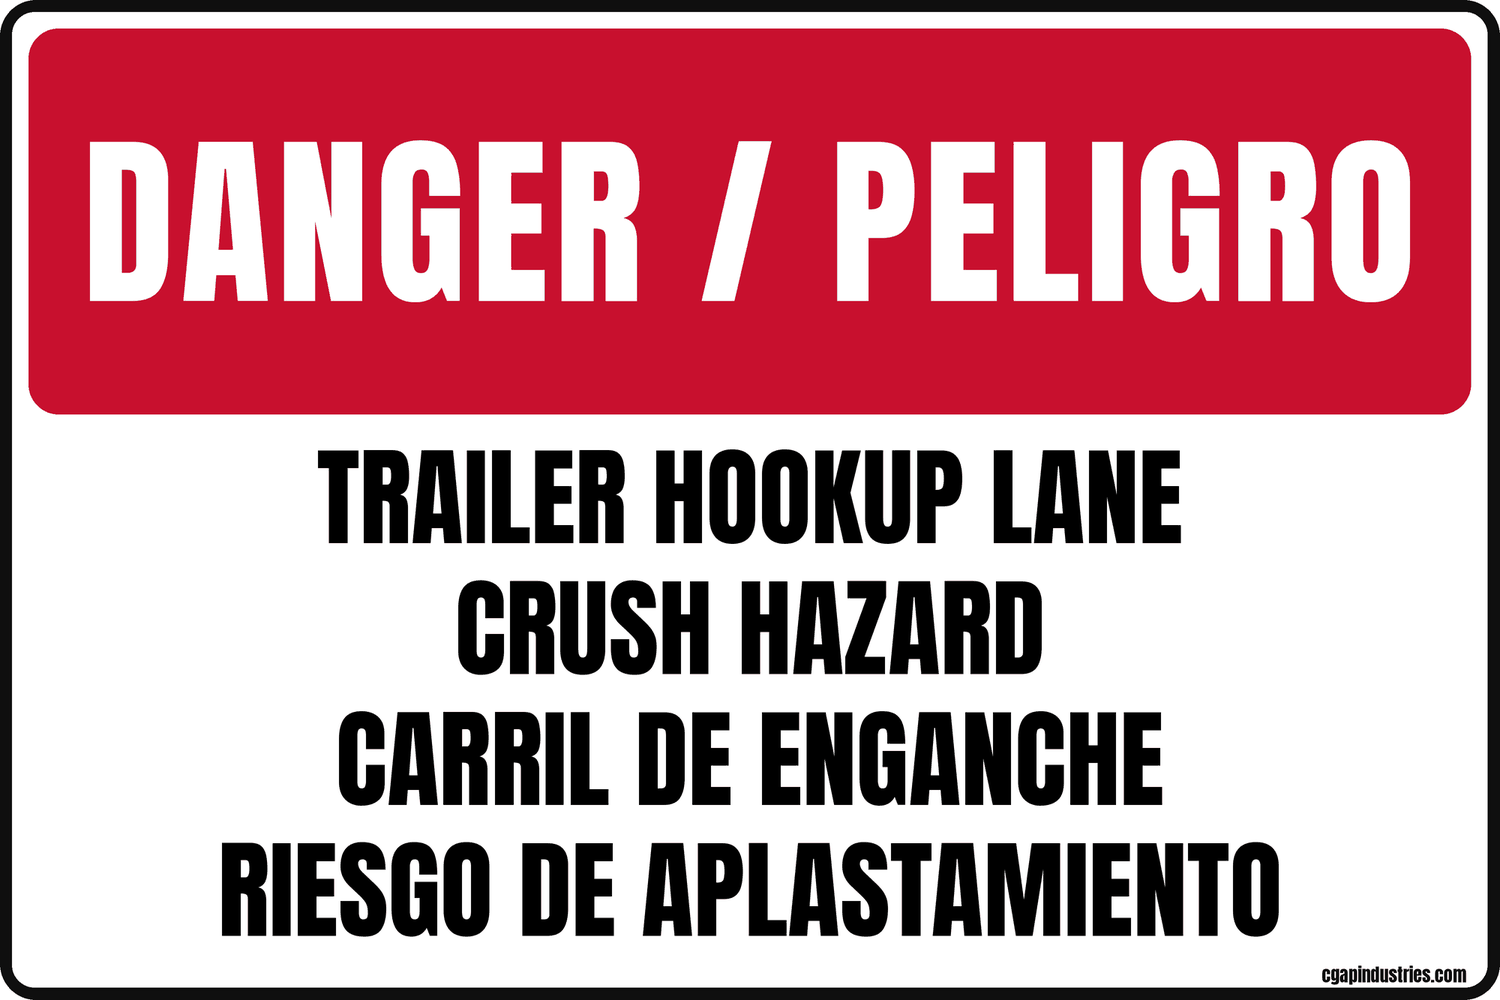 DANGER / PELIGRO
TRAILER HOOKUP LANE
CRUSH HAZARD
CARRIL DE ENGANCHE
RIESGO DE APLASTAMIENTO
cgapindustries.com